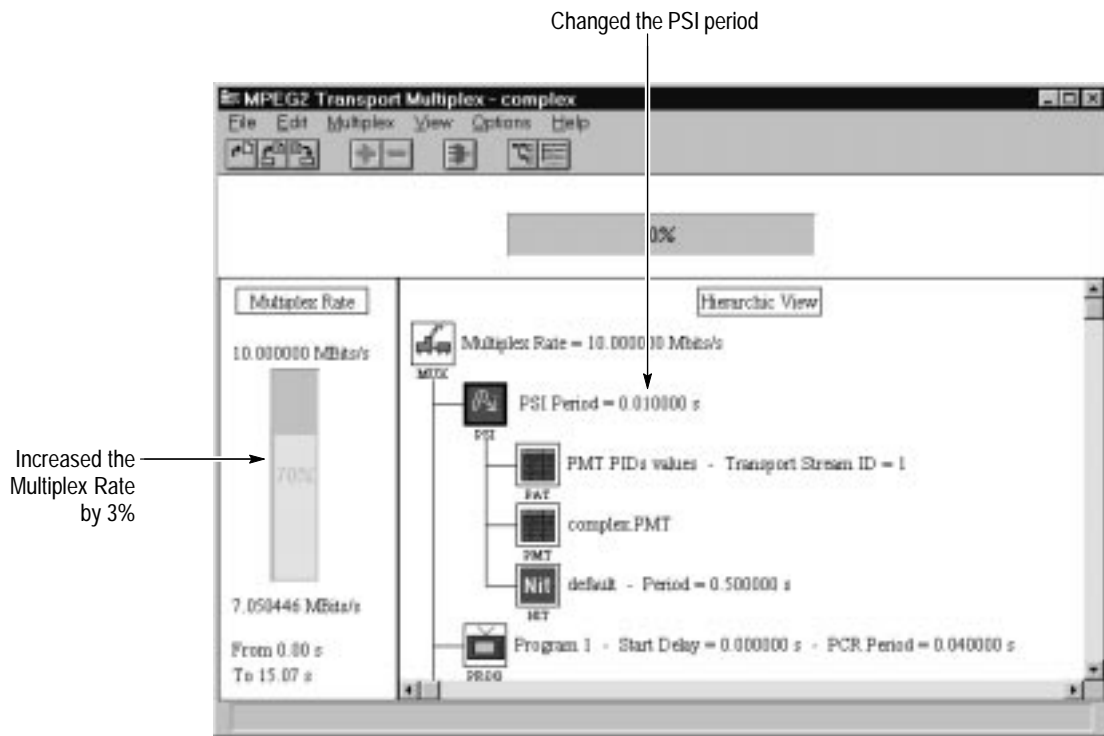 Changed the PSI period
MPEG2 Transport Multiplex - complex
File Edit Multiplex View Options Help
0%
Multiplex Rate
Hierarchic View
10.000000 MBits/s
MUX
Multiplex Rate = 10.000000 Mbits/s
PSI
PSI Period = 0.010000 s
Increased the
Multiplex Rate
by 3%
70%
PAT
PMT PIDs values - Transport Stream ID = 1
PMT
complex.PMT
Nit
NIT
default - Period = 0.500000 s
7.050446 MBits/s
From 0.00 s
To 15.07 s
PROG
Program 1 - Start Delay = 0.000000 s - PCR Period = 0.040000 s